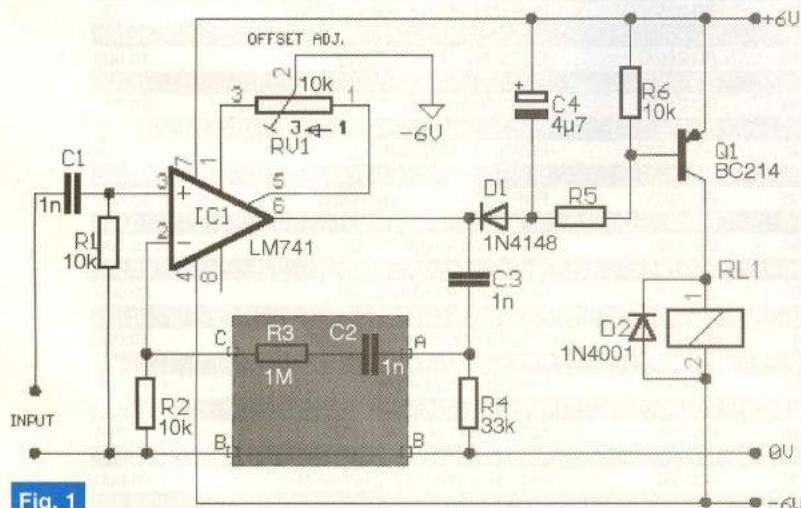 +6V
OFFSET ADJ.
3
2
10k
1
3 1
RV1
-6V
C4
4µ7
R6
10k
Q1
BC214
C1
1n
R1
10k
3
7
1
+
IC1
2
-
4
8
5
6
LM741
D1
1N4148
R5
C3
1n
RL1
1
2
D2
1N4001
C
R3
1M
C2
1n
A
R2
10k
R4
33k
INPUT
B
B
0V
-6V
Fig. 1